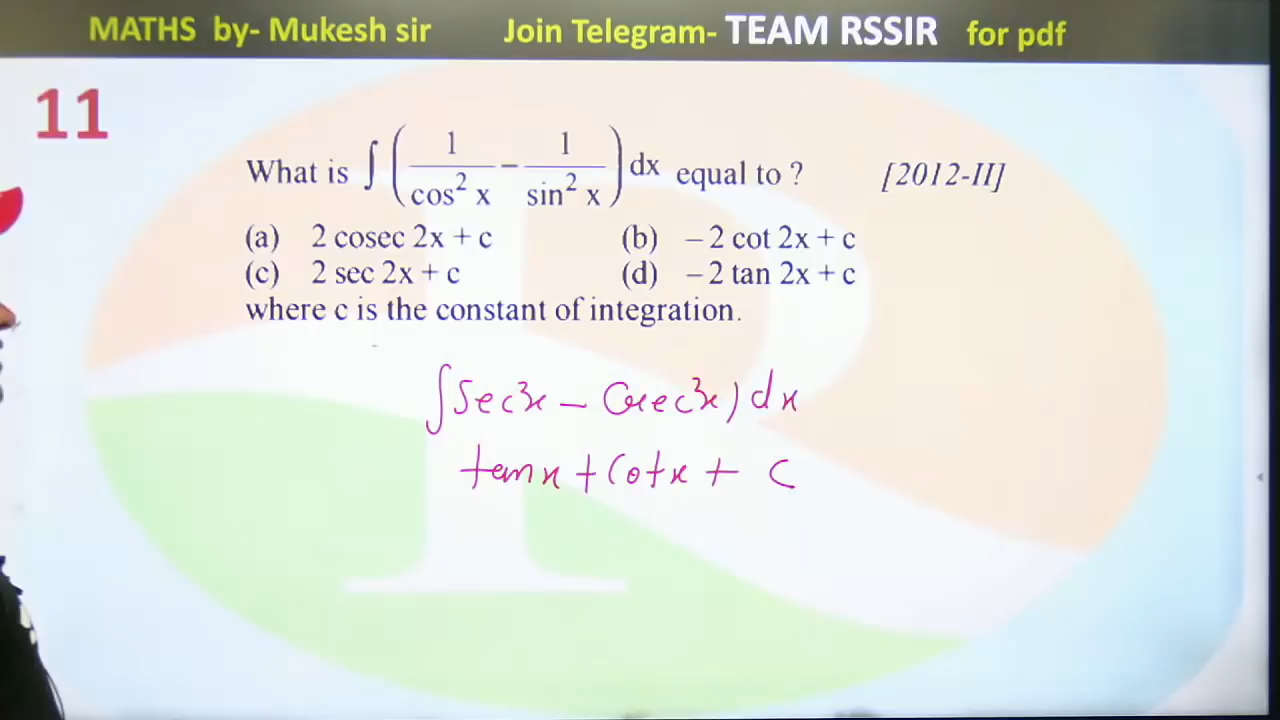 MATHS by- Mukesh sir Join Telegram- TEAM RSSIR for pdf
11
What is ∫ (1/cos² x − 1/sin² x) dx equal to ? [2012-II]
(a) 2 cosec 2x + c (b) – 2 cot 2x + c
(c) 2 sec 2x + c (d) – 2 tan 2x + c
where c is the constant of integration.
∫sec²x – cosec²x) dx
tanx + cotx + c